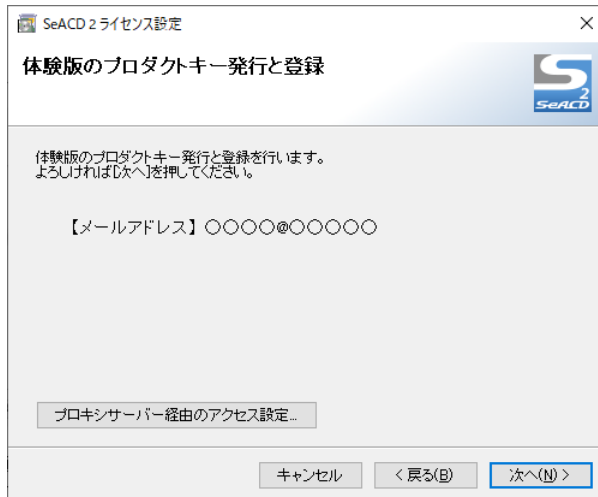 SeACD 2 ライセンス設定
体験版のプロダクトキー発行と登録
2
SeACD
体験版のプロダクトキー発行と登録を行います。
よろしければ[次へ]を押してください。
【メールアドレス】〇〇〇〇@〇〇〇〇〇
プロキシサーバー経由のアクセス設定...
キャンセル
< 戻る(B)
次へ(N) >